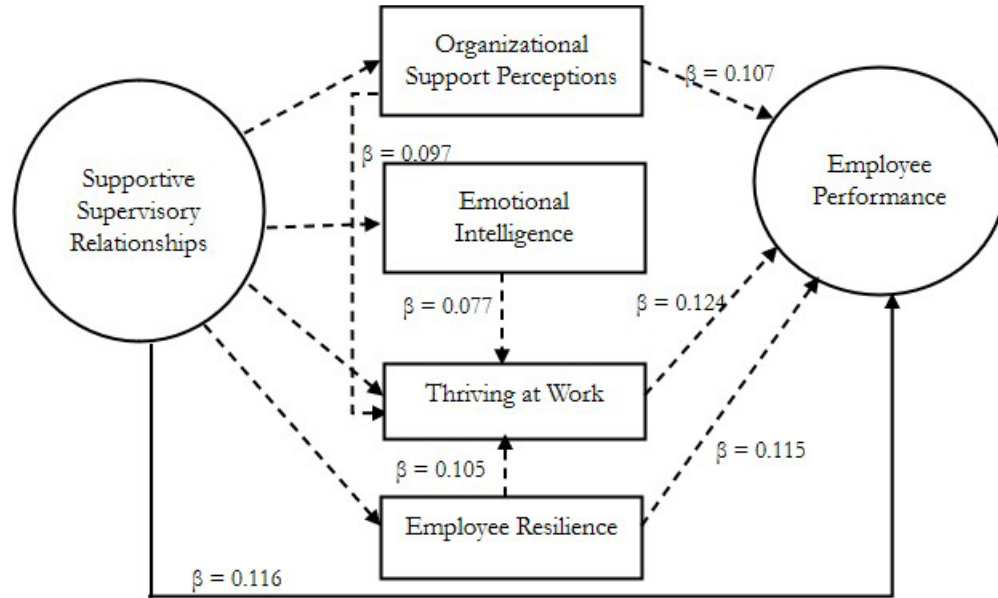 Organizational
Support Perceptions
β = 0.107
Employee
Performance
Supportive
Supervisory
Relationships
β = 0.097
Emotional
Intelligence
β = 0.077
β = 0.124
Thriving at Work
β = 0.105
β = 0.115
Employee Resilience
β = 0.116